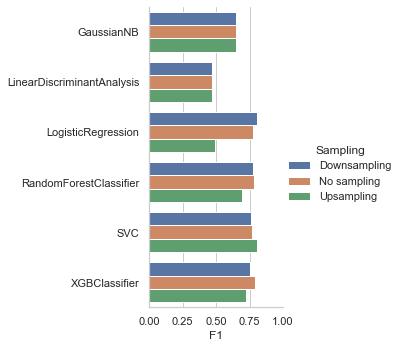 GaussianNB
LinearDiscriminantAnalysis
LogisticRegression
RandomForestClassifier
SVC
XGBClassifier
Sampling
Downsampling
No sampling
Upsampling
0.00 0.25 0.50 0.75 1.00
F1